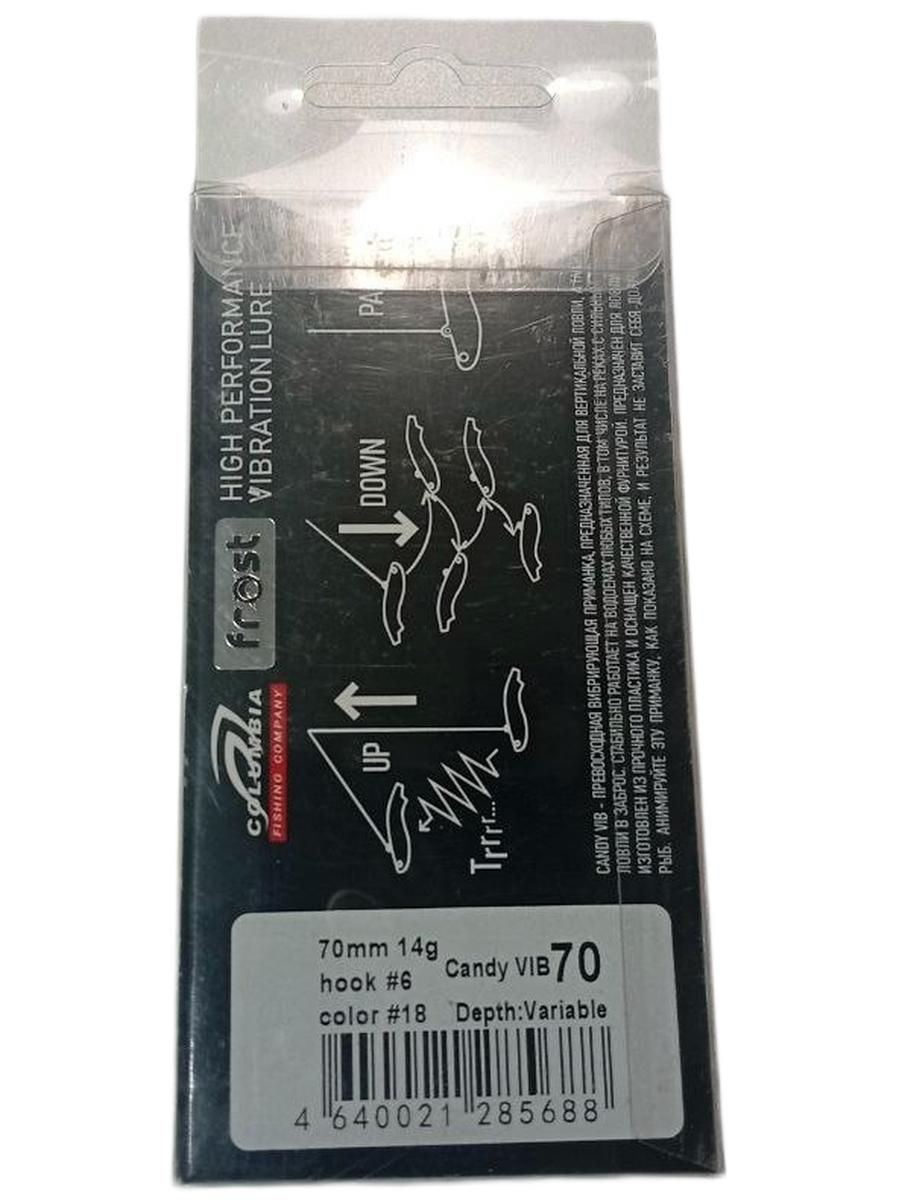 HIGH PERFORMANCE
VIBRATION LURE
frost
COLUMBIA
FISHING COMPANY
UP
Trrrr...
DOWN
PA
CANDY VIB - ПРЕВОСХОДНАЯ ВИБРИРУЮЩАЯ ПРИМАНКА, ПРЕДНАЗНАЧЕННАЯ ДЛЯ ВЕРТИКАЛЬНОЙ ЛОВЛИ,
ЛОВЛИ В ЗАБРОС. СТАБИЛЬНО РАБОТАЕТ НА ВОДОЕМАХ ЛЮБЫХ ТИПОВ, В ТОМ ЧИСЛЕ НА РЕКАХ С СИЛЬНЫМ
ИЗГОТОВЛЕН ИЗ ПРОЧНОГО ПЛАСТИКА И ОСНАЩЕН КАЧЕСТВЕННОЙ ФУРНИТУРОЙ. ПРЕДНАЗНАЧЕН ДЛЯ ЛОВЛИ
РЫБ. АНИМИРУЙТЕ ЭТУ ПРИМАНКУ, КАК ПОКАЗАНО НА СХЕМЕ, И РЕЗУЛЬТАТ НЕ ЗАСТАВИТ СЕБЯ
70mm 14g
hook #6
color #18
Candy VIB 70
Depth:Variable
4 640021 285688